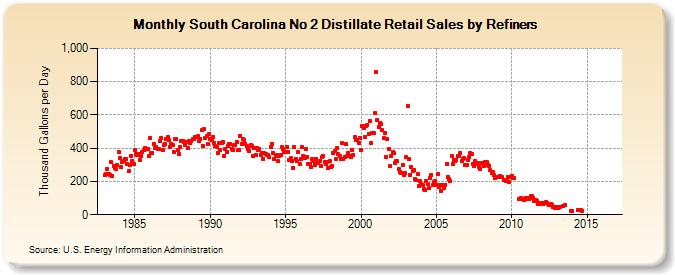 Monthly South Carolina No 2 Distillate Retail Sales by Refiners
Thousand Gallons per Day
1,000
800
600
400
200
0
1985 1990 1995 2000 2005 2010 2015
Source: U.S. Energy Information Administration